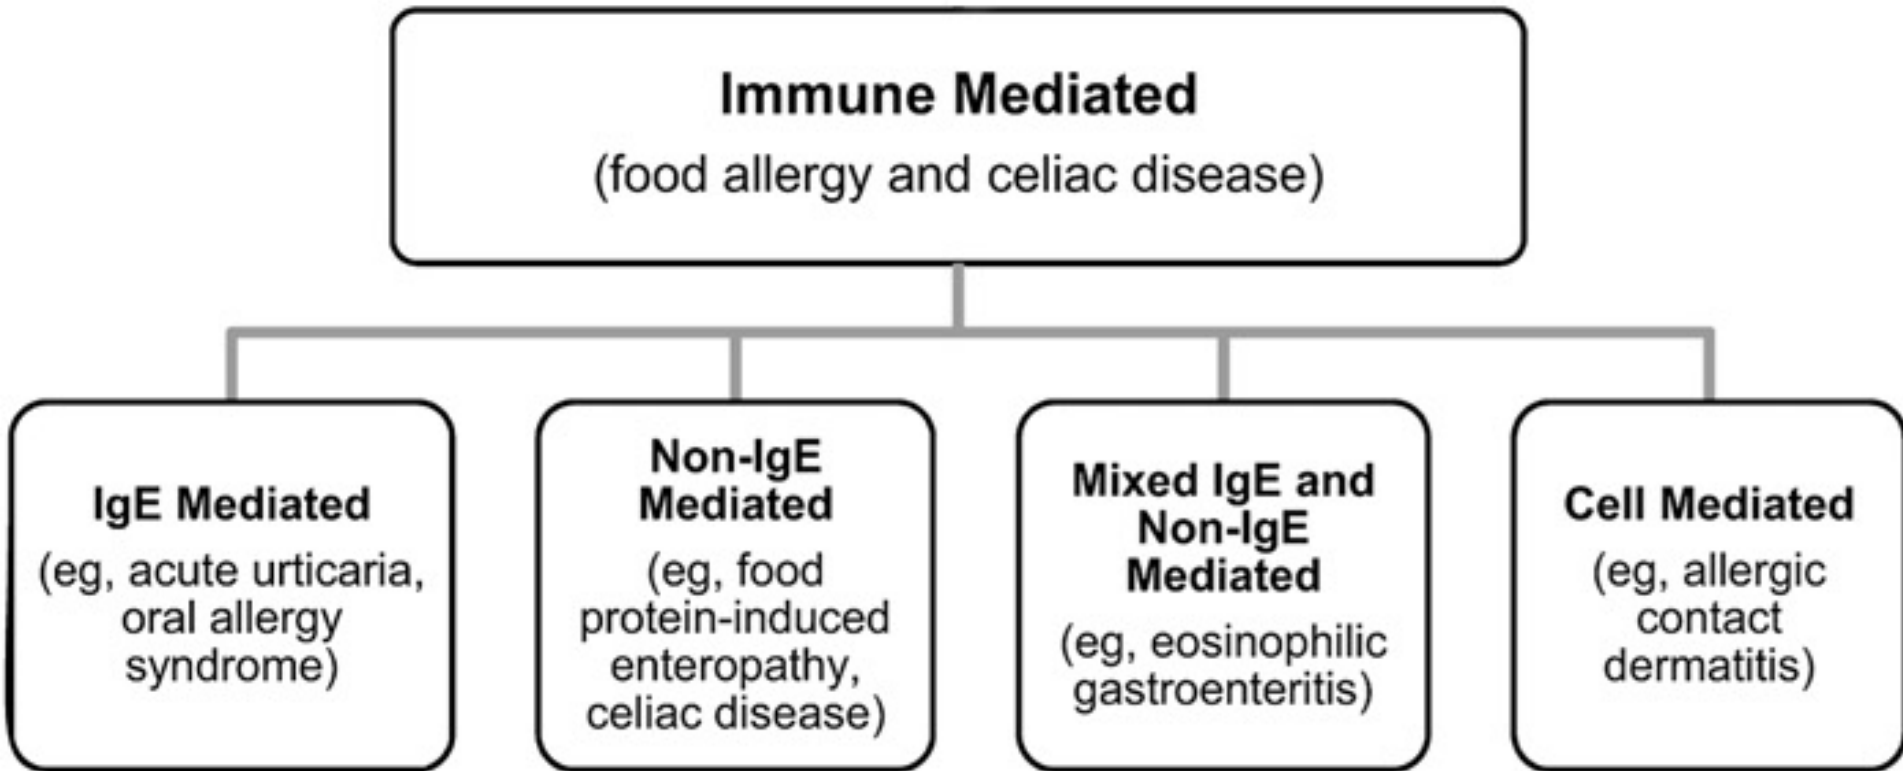 Immune Mediated
(food allergy and celiac disease)
IgE Mediated
(eg, acute urticaria,
oral allergy
syndrome)
Non-IgE
Mediated
(eg, food
protein-induced
enteropathy,
celiac disease)
Mixed IgE and
Non-IgE
Mediated
(eg, eosinophilic
gastroenteritis)
Cell Mediated
(eg, allergic
contact
dermatitis)